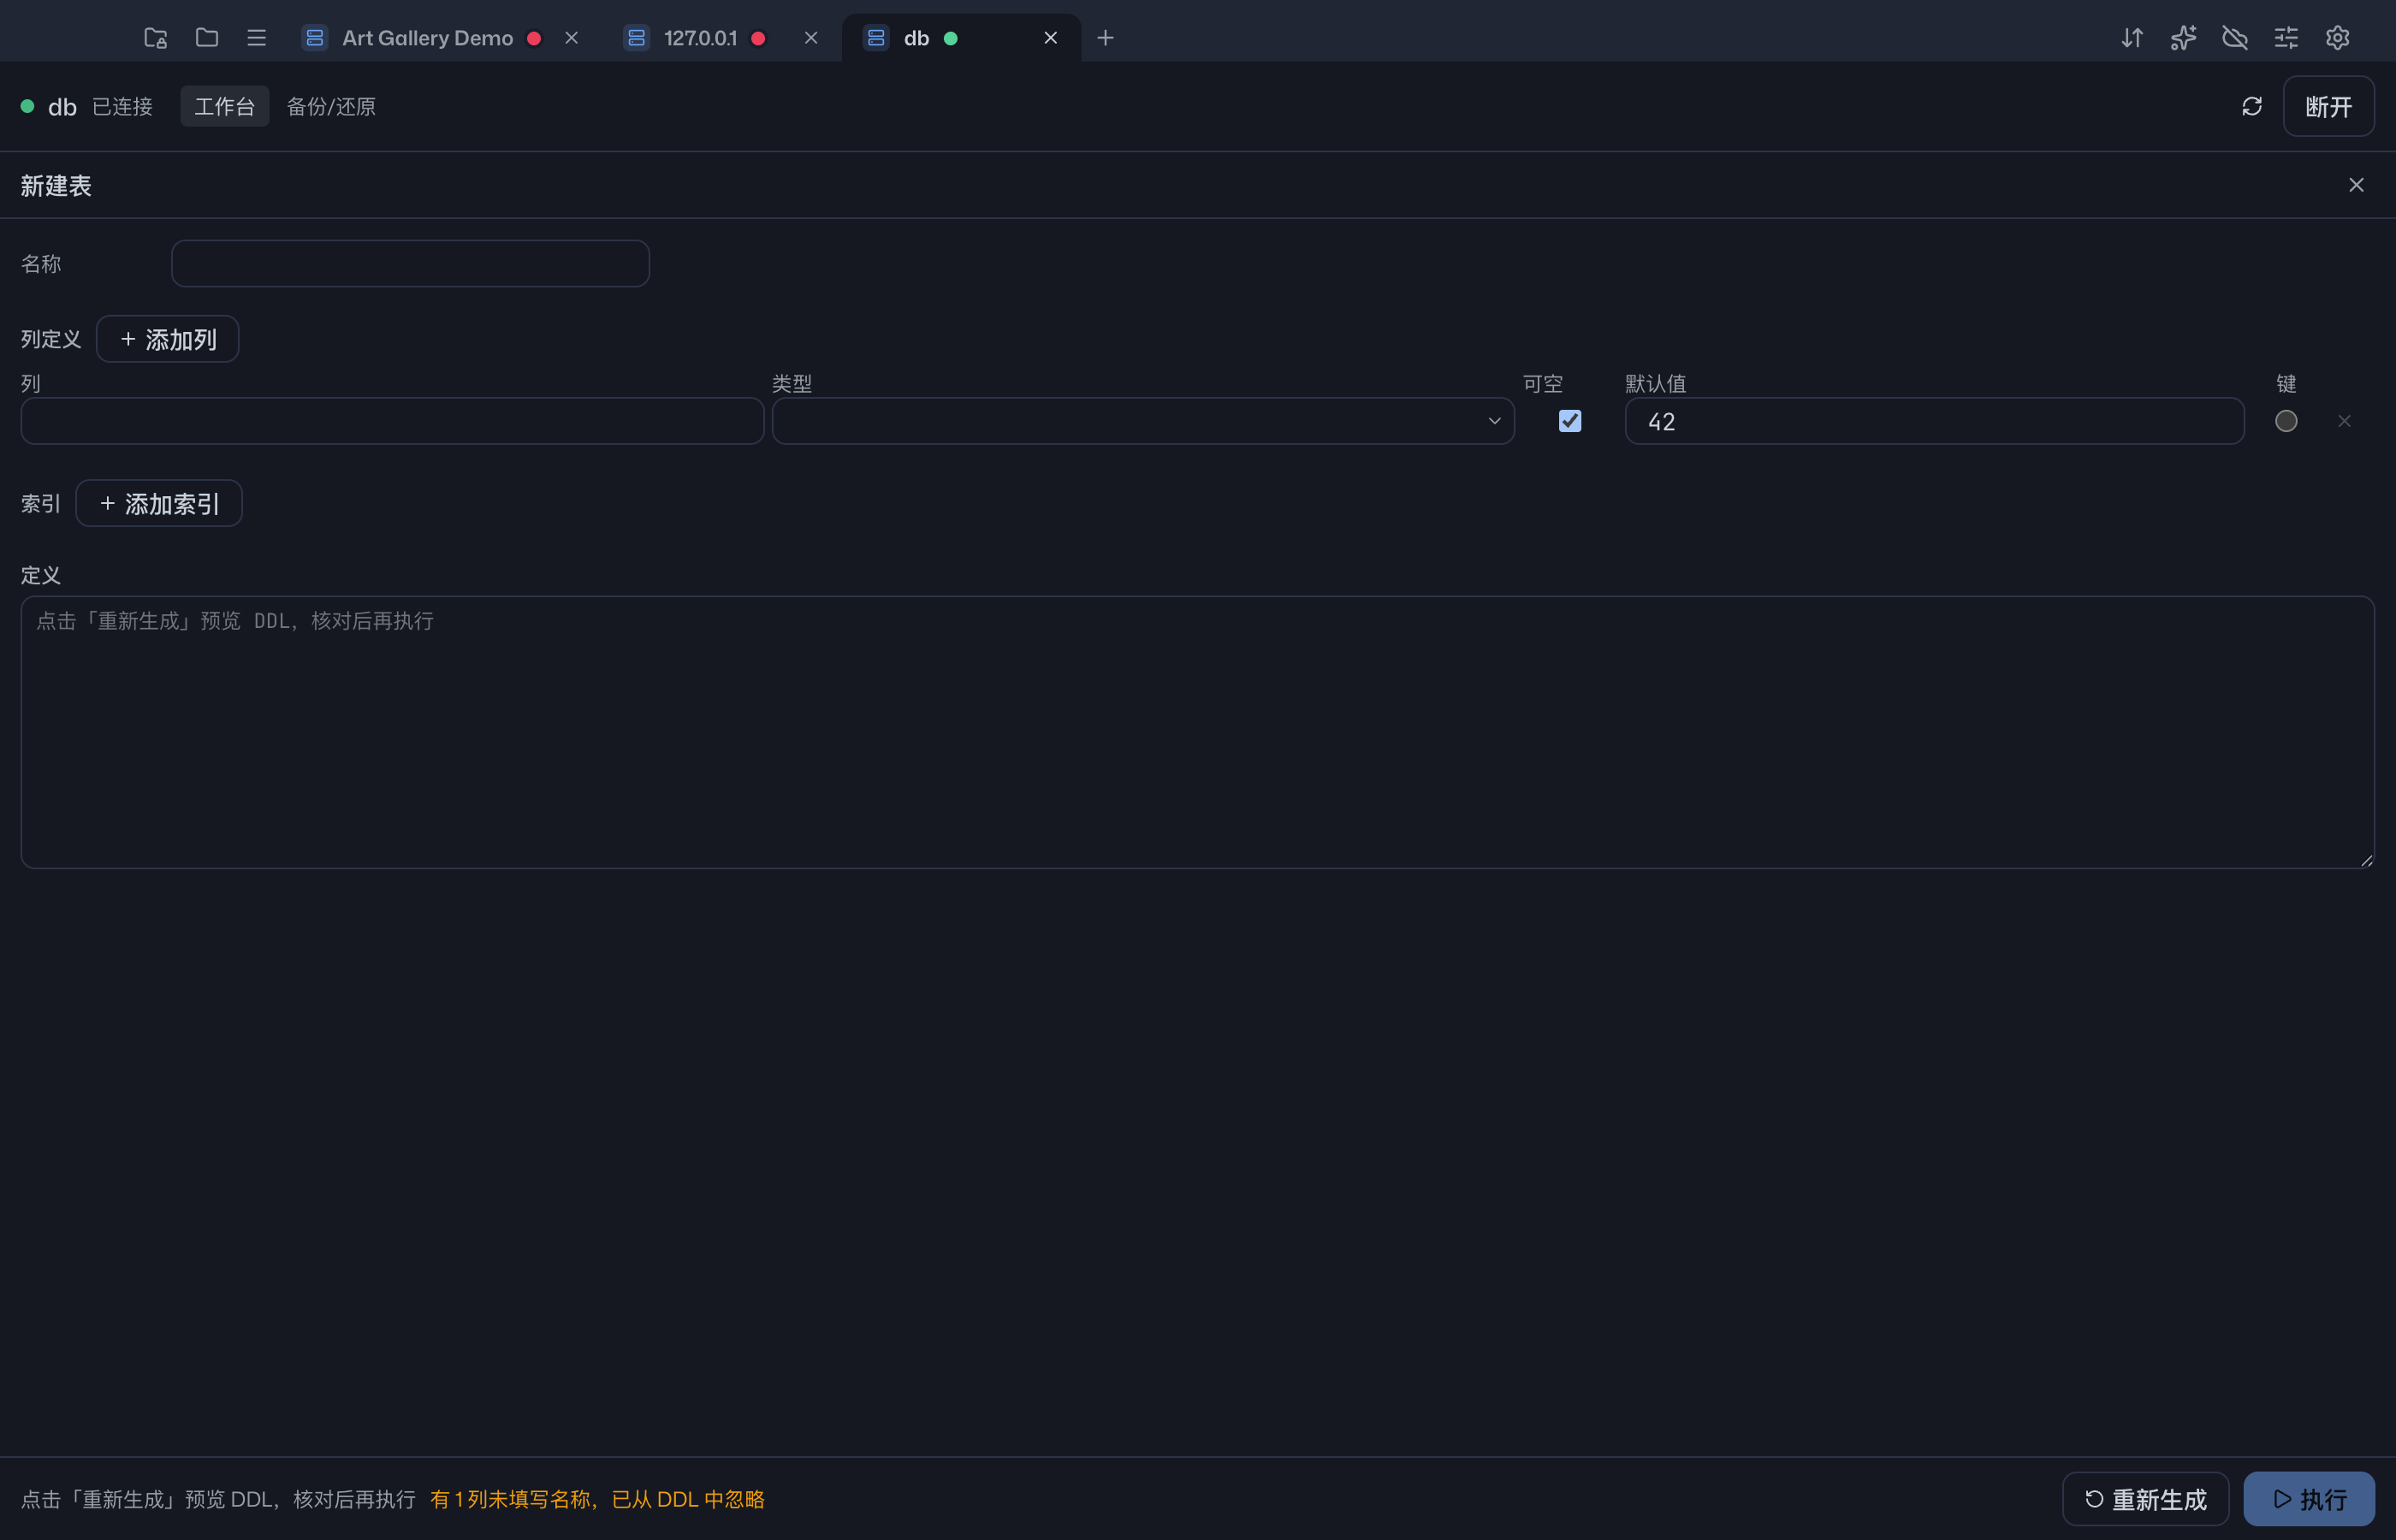 Art Gallery Demo 127.0.0.1 db
db 已连接 工作台 备份/还原 断开
新建表
名称
列定义 添加列
列 类型 可空 默认值 键
42
索引 添加索引
定义
点击「重新生成」预览 DDL，核对后再执行
点击「重新生成」预览 DDL，核对后再执行 有 1 列未填写名称，已从 DDL 中忽略 重新生成 执行